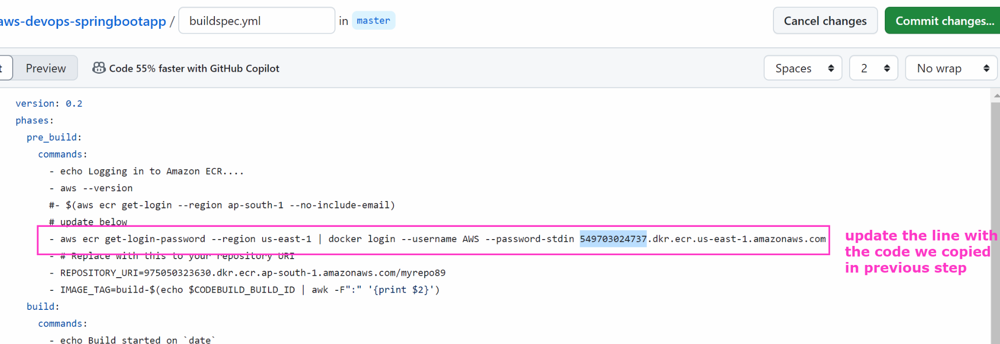 aws-devops-springbootapp / buildspec.yml in master Cancel changes Commit changes...
t Preview Code 55% faster with GitHub Copilot Spaces 2 No wrap
version: 0.2
phases:
pre_build:
commands:
- echo Logging in to Amazon ECR....
- aws --version
#- $(aws ecr get-login --region ap-south-1 --no-include-email)
# update below
- aws ecr get-login-password --region us-east-1 | docker login --username AWS --password-stdin 549703024737.dkr.ecr.us-east-1.amazonaws.com
- # Replace with this to your repository URI
- REPOSITORY_URI=975050323630.dkr.ecr.ap-south-1.amazonaws.com/myrepo89
- IMAGE_TAG=build-$(echo $CODEBUILD_BUILD_ID | awk -F":" '{print $2}')
build:
commands:
- echo Build started on `date`
update the line with
the code we copied
in previous step